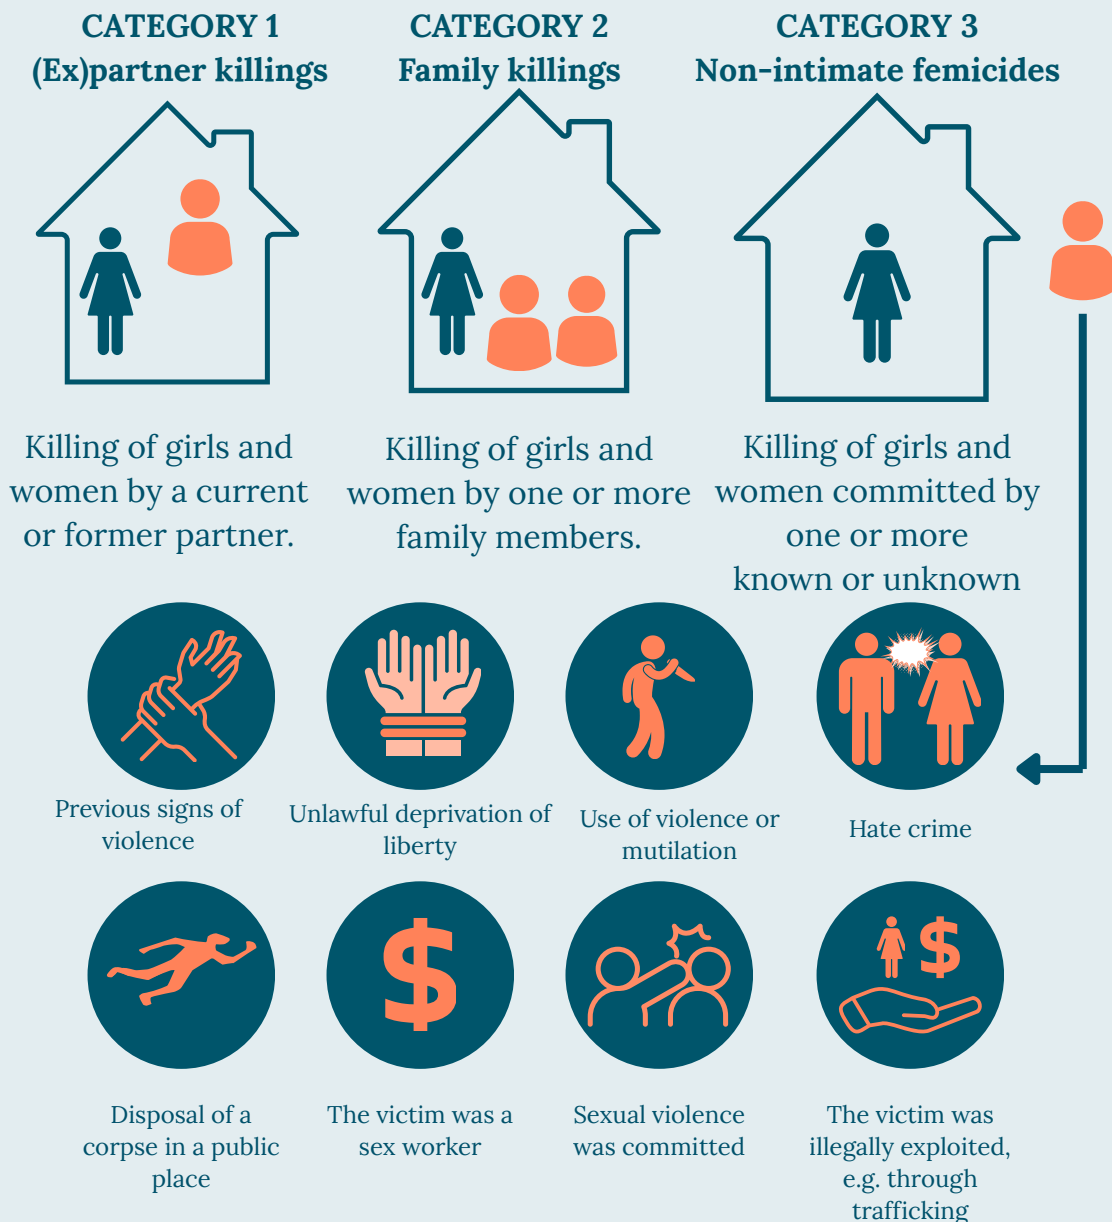 CATEGORY 1
(Ex)partner killings
CATEGORY 2
Family killings
CATEGORY 3
Non-intimate femicides
Killing of girls and
women by a current
or former partner.
Killing of girls and
women by one or more
family members.
Killing of girls and
women committed by
one or more
known or unknown
Previous signs of
violence
Unlawful deprivation of
liberty
Use of violence or
mutilation
Hate crime
$
$
Disposal of a
corpse in a public
place
The victim was a
sex worker
Sexual violence
was committed
The victim was
illegally exploited,
e.g. through
trafficking